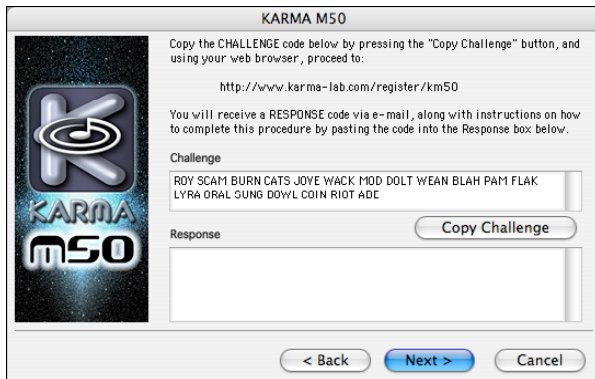 KARMA M50
Copy the CHALLENGE code below by pressing the "Copy Challenge" button, and
using your web browser, proceed to:
http://www.karma-lab.com/register/km50
You will receive a RESPONSE code via e-mail, along with instructions on how
to complete this procedure by pasting the code into the Response box below.
Challenge
ROY SCAM BURN CATS JOVE WACK MOD DOLT WEAN BLAH PAM FLAK
LYRA ORAL SUNG DOWL COIN RIOT ADE
Copy Challenge
Response
K
KARMA
M50
< Back
Next >
Cancel